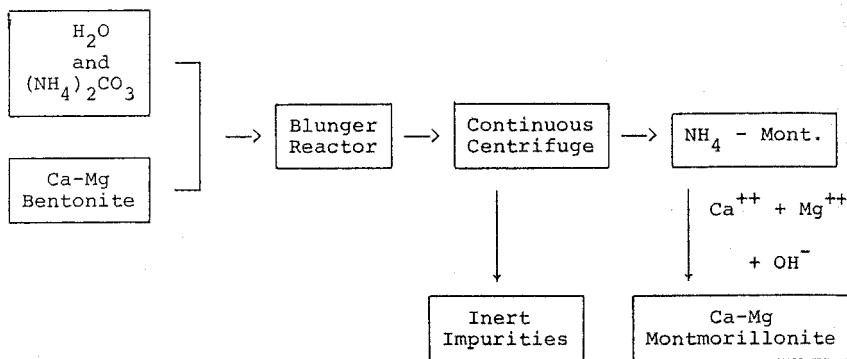 H₂O
and
(NH₄)₂CO₃
Ca-Mg
Bentonite
Blunger
Reactor
Continuous
Centrifuge
NH₄ - Mont.
Ca⁺⁺ + Mg⁺⁺
+ OH⁻
Inert
Impurities
Ca-Mg
Montmorillonite